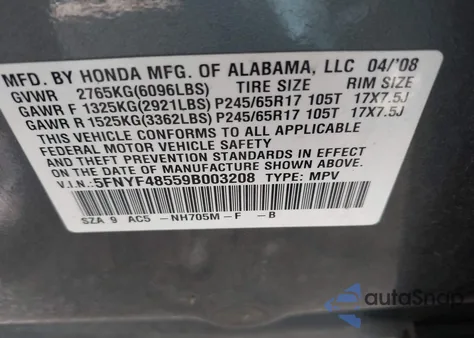 MFD. BY HONDA MFG. OF ALABAMA, LLC 04/'08
GVWR 2765KG(6096LBS) TIRE SIZE RIM SIZE
GAWR F 1325KG(2921LBS) P245/65R17 105T 17X7.5J
GAWR R 1525KG(3362LBS) P245/65R17 105T 17X7.5J
THIS VEHICLE CONFORMS TO ALL APPLICABLE
FEDERAL MOTOR VEHICLE SAFETY
STANDARDS IN EFFECT ON THE DATE
OF MANUFACTURE SHOWN ABOVE.
V.I.N.: 5FNYF48559B003208 TYPE: MPV
SZA 9 AC5 -NH705M-F -B
autoSnap